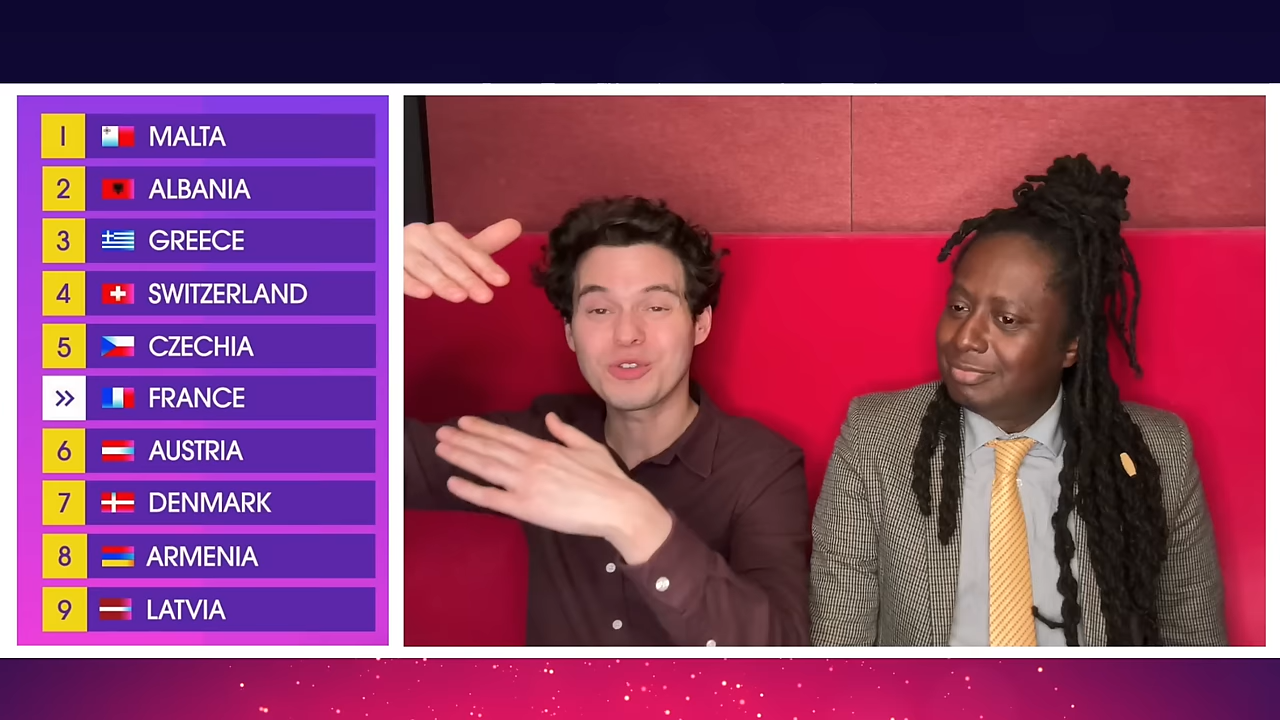 1 MALTA
2 ALBANIA
3 GREECE
4 SWITZERLAND
5 CZECHIA
>> FRANCE
6 AUSTRIA
7 DENMARK
8 ARMENIA
9 LATVIA